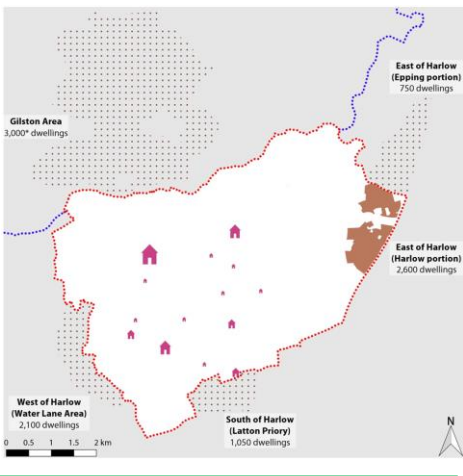 East of Harlow
(Epping portion)
750 dwellings
Gilston Area
3,000* dwellings
East of Harlow
(Harlow portion)
2,600 dwellings
West of Harlow
(Water Lane Area)
2,100 dwellings
South of Harlow
(Latton Priory)
1,050 dwellings
N
0 0.5 1 1.5 2 km